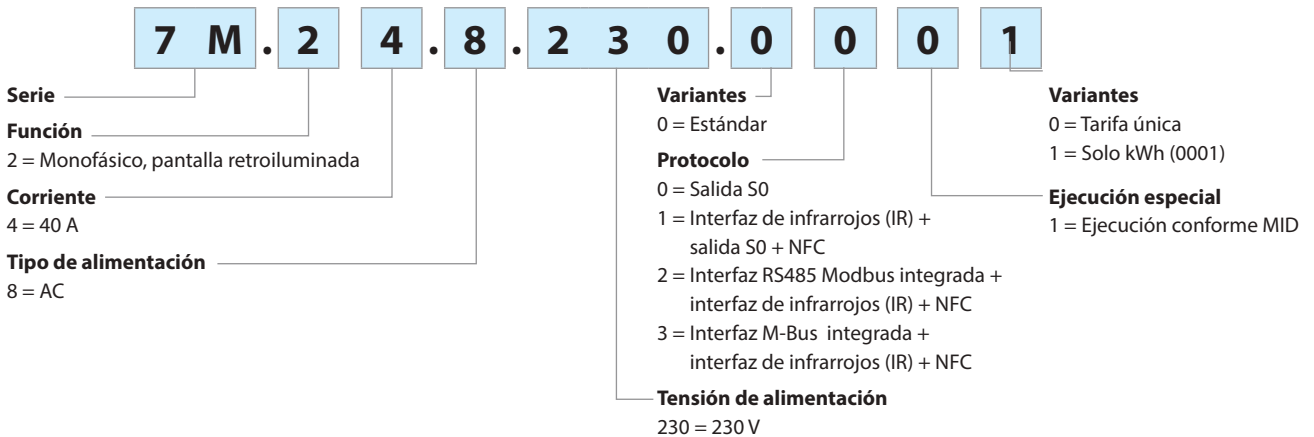 7 M . 2 4 . 8 . 2 3 0 . 0 0 0 1
Serie
Función
2 = Monofásico, pantalla retroiluminada
Corriente
4 = 40 A
Tipo de alimentación
8 = AC
Variantes
0 = Estándar
Protocolo
0 = Salida S0
1 = Interfaz de infrarrojos (IR) +
salida S0 + NFC
2 = Interfaz RS485 Modbus integrada +
interfaz de infrarrojos (IR) + NFC
3 = Interfaz M-Bus integrada +
interfaz de infrarrojos (IR) + NFC
Tensión de alimentación
230 = 230 V
Variantes
0 = Tarifa única
1 = Solo kWh (0001)
Ejecución especial
1 = Ejecución conforme MID